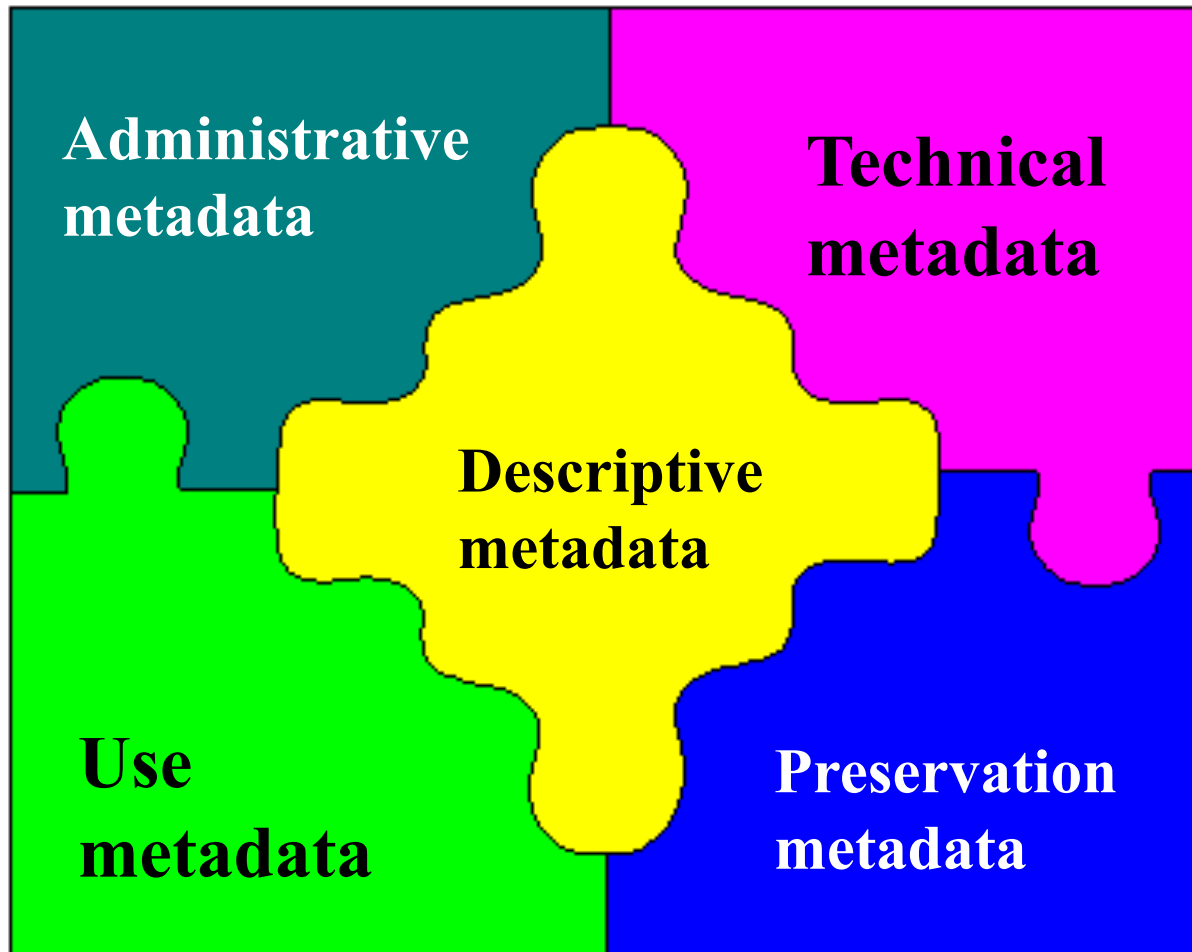 Administrative
metadata
Technical
metadata
Descriptive
metadata
Use
metadata
Preservation
metadata